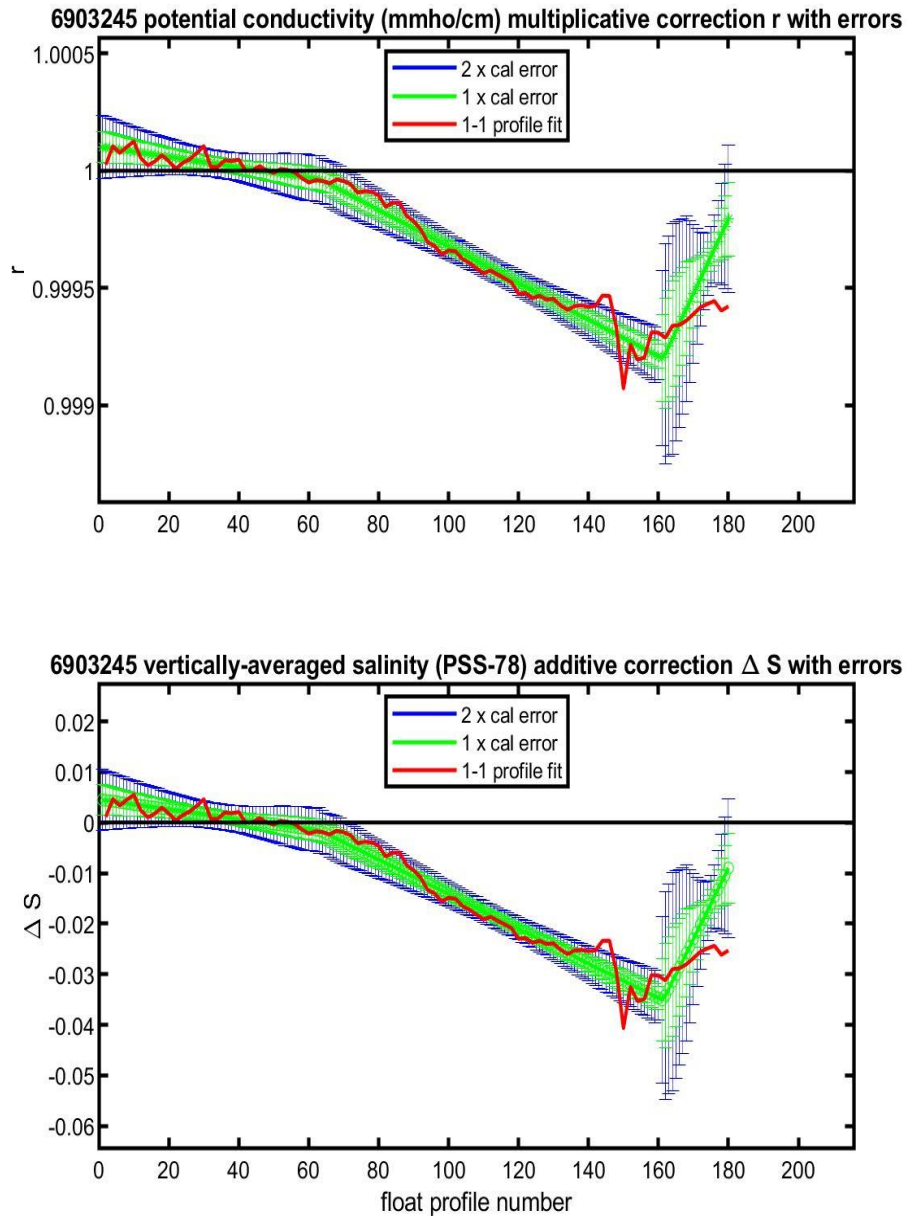 6903245 potential conductivity (mmho/cm) multiplicative correction r with errors
1.0005
2 x cal error
1 x cal error
1-1 profile fit
1
r
0.9995
0.999
0 20 40 60 80 100 120 140 160 180 200
6903245 vertically-averaged salinity (PSS-78) additive correction Δ S with errors
0.02
2 x cal error
1 x cal error
1-1 profile fit
0.01
0
-0.01
Δ S
-0.02
-0.03
-0.04
-0.05
-0.06
0 20 40 60 80 100 120 140 160 180 200
float profile number